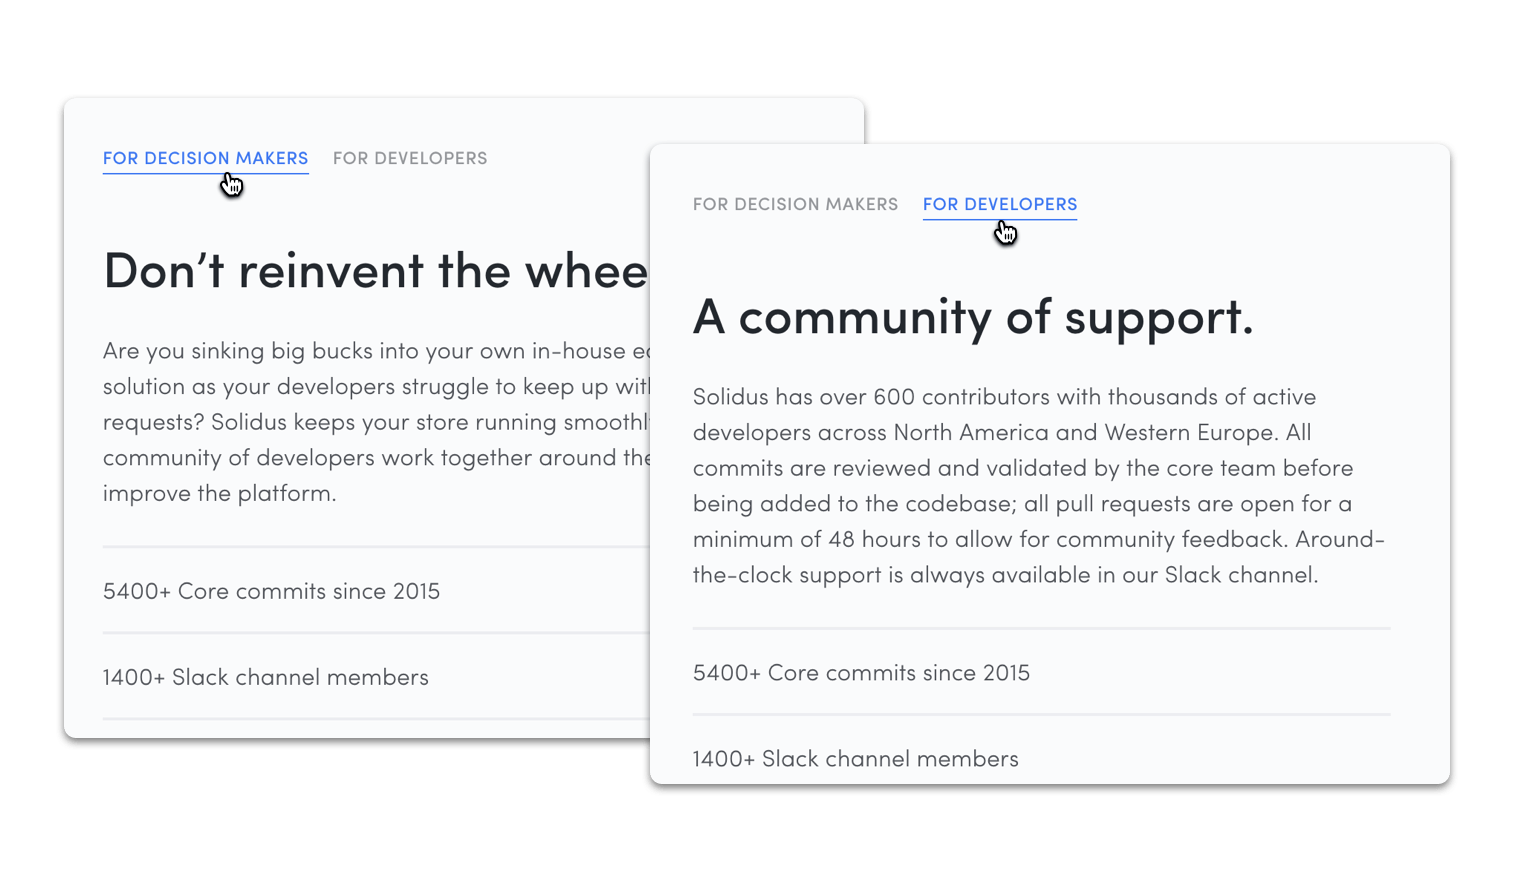 FOR DECISION MAKERS FOR DEVELOPERS
Don’t reinvent the
Are you sinking big bucks into your own in-house
solution as your developers struggle to keep up
requests? Solidus keeps your store running
community of developers work together around
improve the platform.
5400+ Core commits since 2015
1400+ Slack channel members
FOR DECISION MAKERS FOR DEVELOPERS
A community of support.
Solidus has over 600 contributors with thousands of active
developers across North America and Western Europe. All
commits are reviewed and validated by the core team before
being added to the codebase; all pull requests are open for a
minimum of 48 hours to allow for community feedback. Around-
the-clock support is always available in our Slack channel.
5400+ Core commits since 2015
1400+ Slack channel members